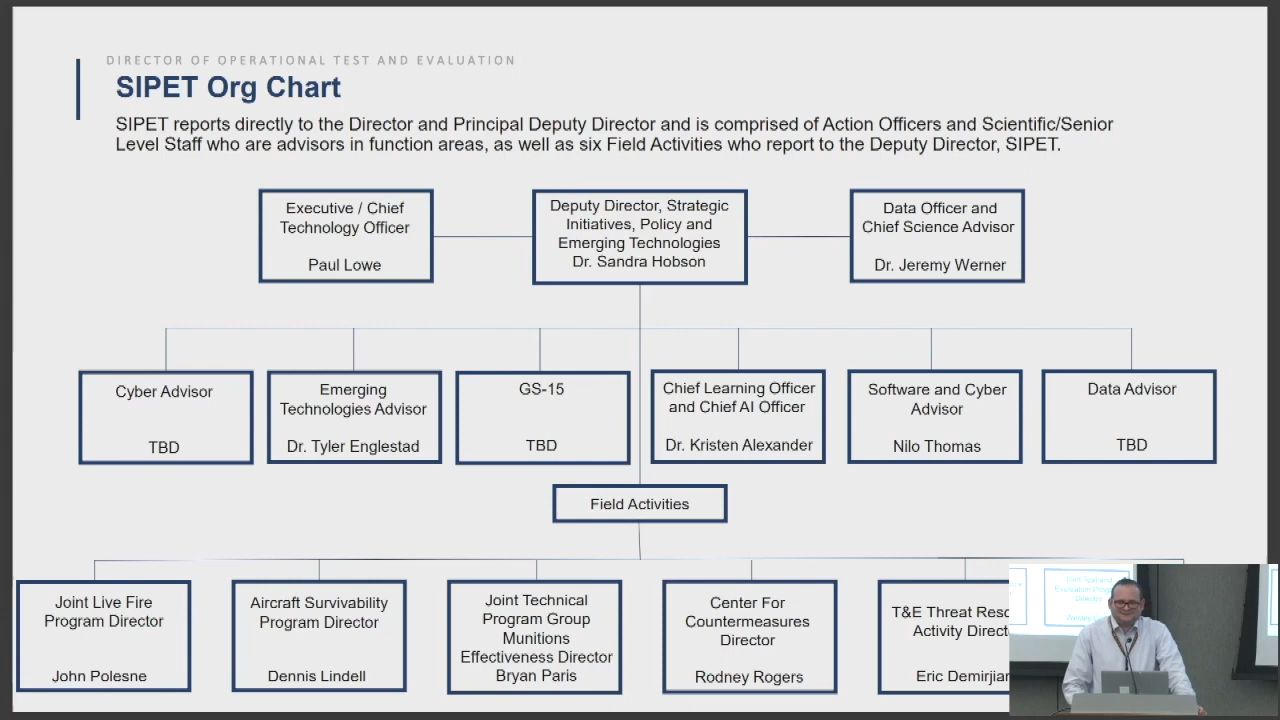 DIRECTOR OF OPERATIONAL TEST AND EVALUATION
SIPET Org Chart
SIPET reports directly to the Director and Principal Deputy Director and is comprised of Action Officers and Scientific/Senior
Level Staff who are advisors in function areas, as well as six Field Activities who report to the Deputy Director, SIPET.
Executive / Chief
Technology Officer
Paul Lowe
Deputy Director, Strategic
Initiatives, Policy and
Emerging Technologies
Dr. Sandra Hobson
Data Officer and
Chief Science Advisor
Dr. Jeremy Werner
Cyber Advisor
TBD
Emerging
Technologies Advisor
Dr. Tyler Englestad
GS-15
TBD
Chief Learning Officer
and Chief AI Officer
Dr. Kristen Alexander
Software and Cyber
Advisor
Nilo Thomas
Data Advisor
TBD
Field Activities
Joint Live Fire
Program Director
John Polesne
Aircraft Survivability
Program Director
Dennis Lindell
Joint Technical
Program Group
Munitions
Effectiveness Director
Bryan Paris
Center For
Countermeasures
Director
Rodney Rogers
T&E Threat
Activity
Eric Demirjian
Joint Test and
Director